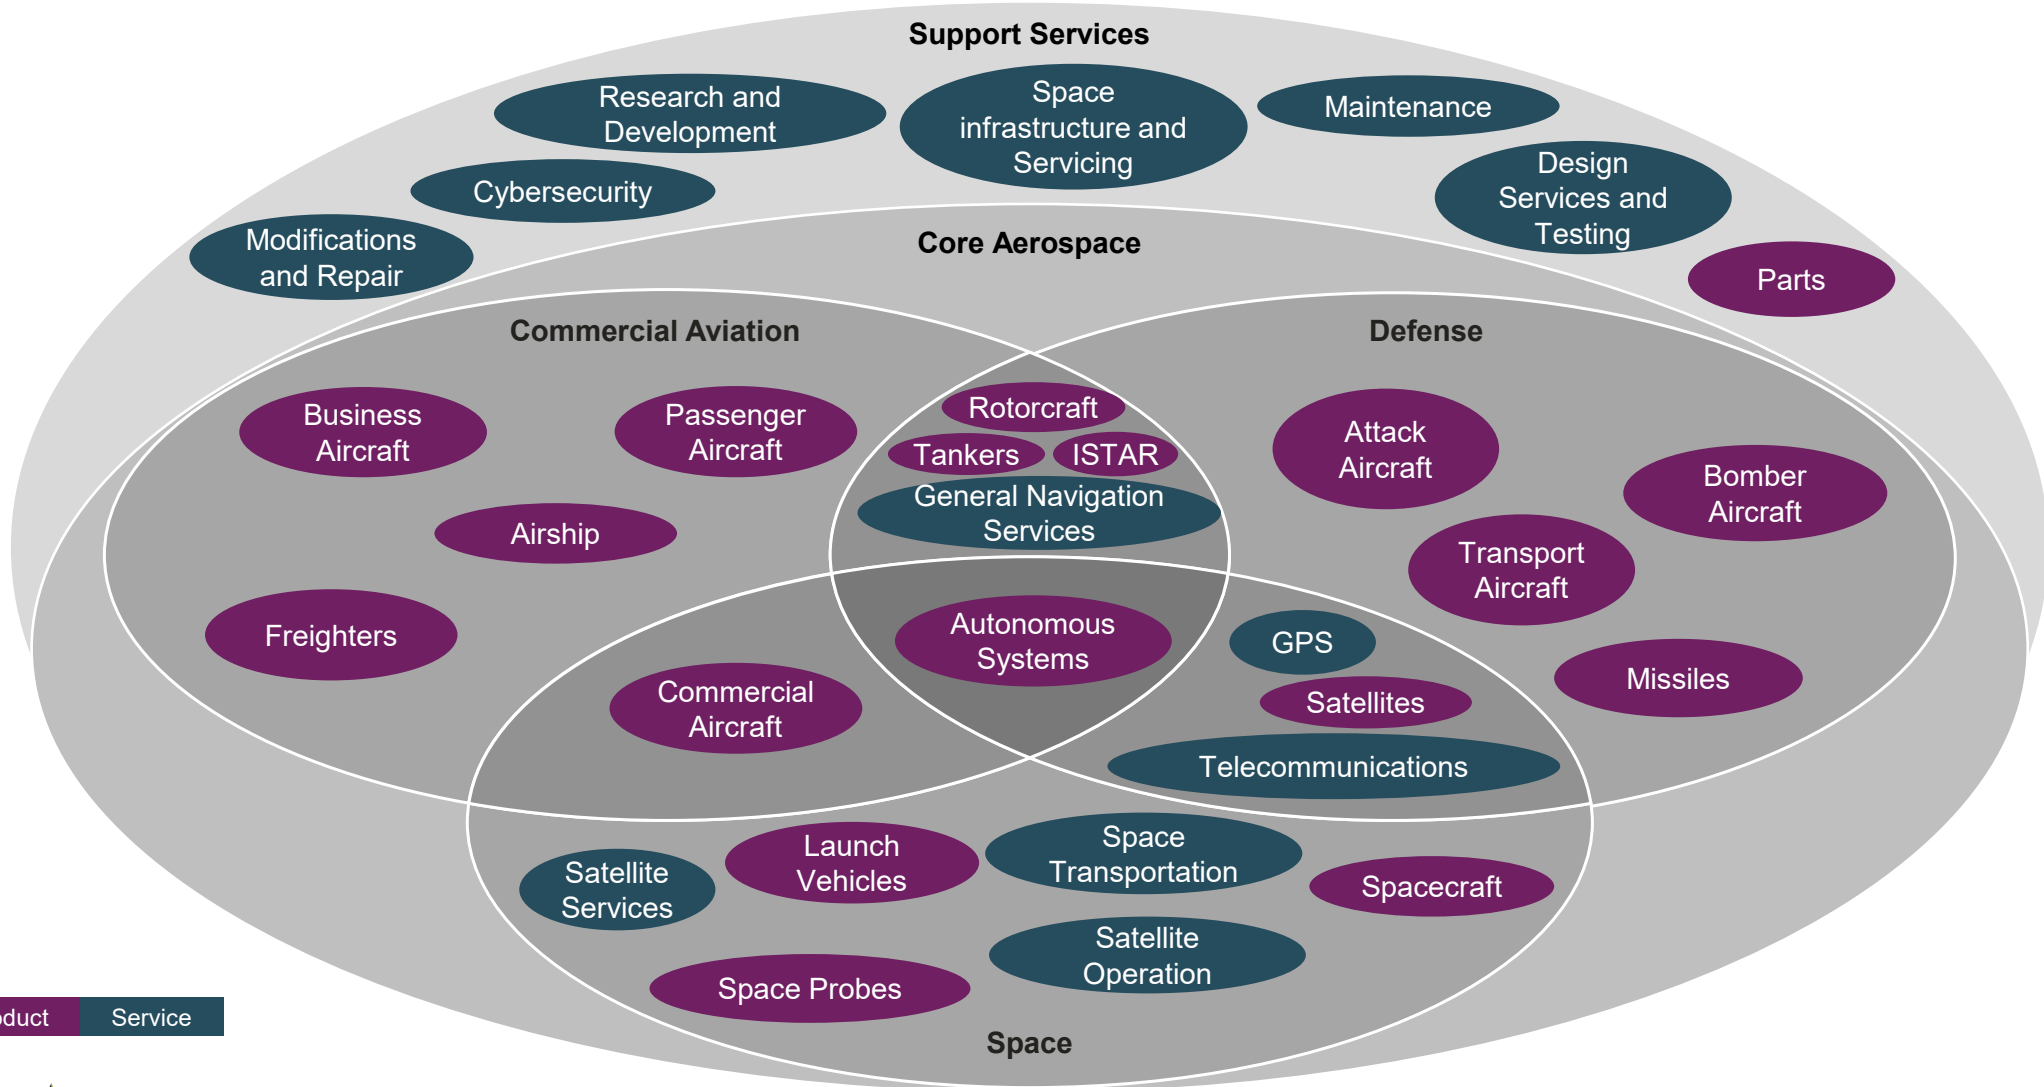 Support Services
Research and
Development
Space
infrastructure and
Servicing
Maintenance
Cybersecurity
Design
Services and
Testing
Modifications
and Repair
Parts
Core Aerospace
Commercial Aviation
Defense
Business
Aircraft
Passenger
Aircraft
Airship
Freighters
Rotorcraft
Tankers
ISTAR
General Navigation
Services
Attack
Aircraft
Bomber
Aircraft
Transport
Aircraft
Missiles
Autonomous
Systems
Commercial
Aircraft
GPS
Satellites
Telecommunications
Satellite
Services
Launch
Vehicles
Space
Transportation
Spacecraft
Space Probes
Satellite
Operation
Space
oduct
Service